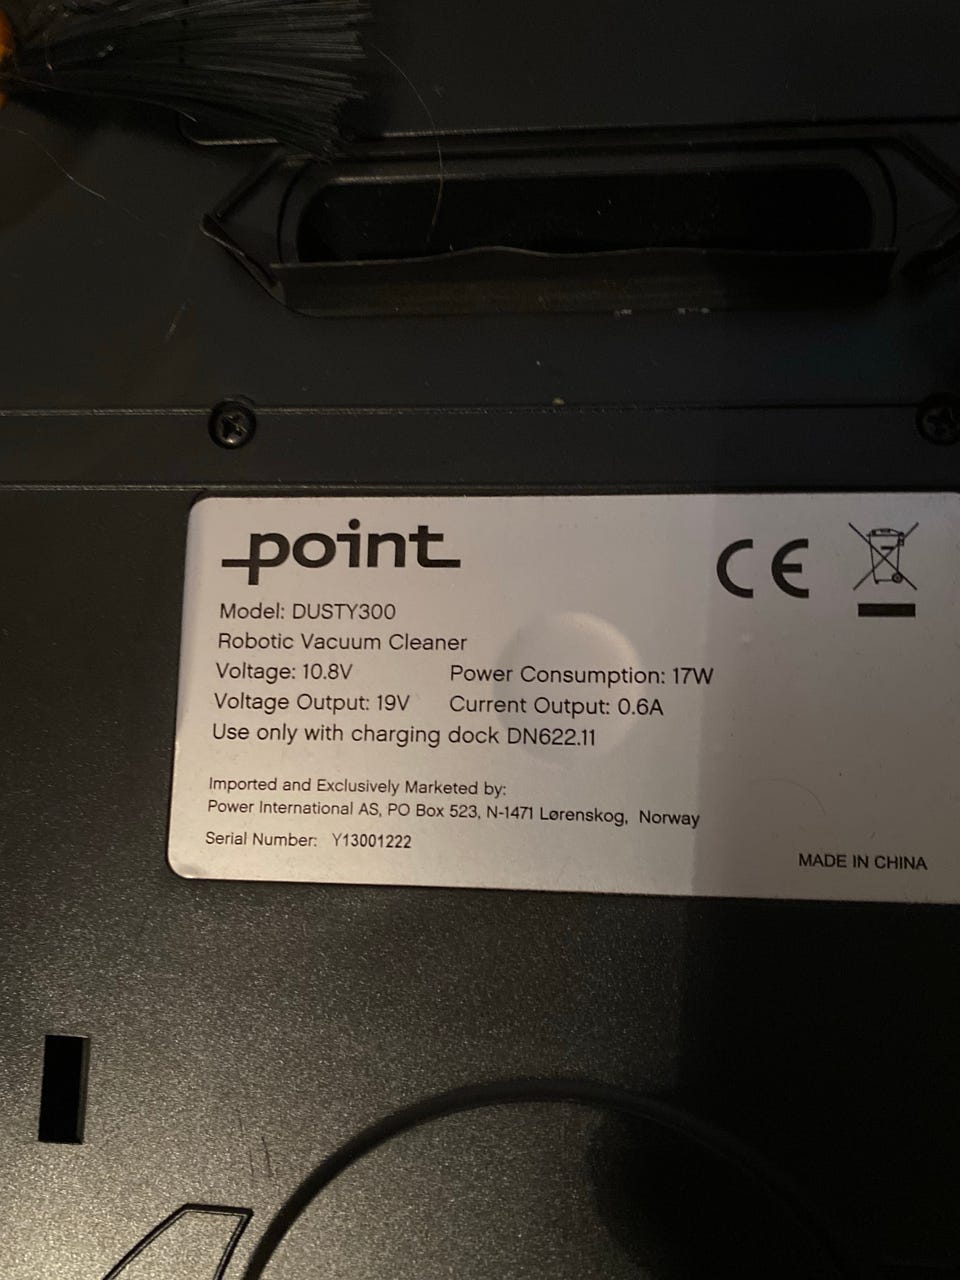 point
CE
Model: DUSTY300
Robotic Vacuum Cleaner
Voltage: 10.8V Power Consumption: 17W
Voltage Output: 19V Current Output: 0.6A
Use only with charging dock DN622.11
Imported and Exclusively Marketed by:
Power International AS, PO Box 523, N-1471 Lørenskog, Norway
Serial Number: Y13001222
MADE IN CHINA